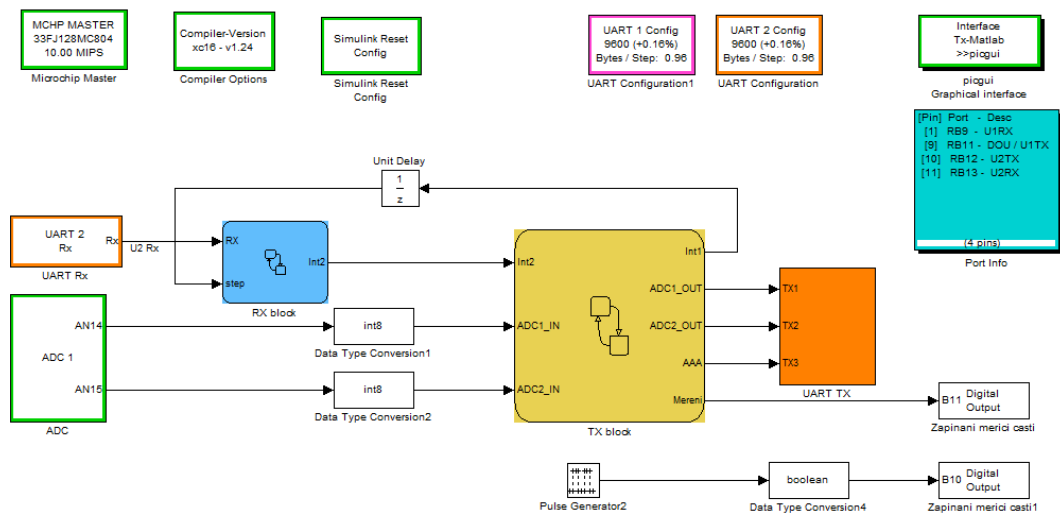 MCHP MASTER
33FJ128MC804
10.00 MIPS
Microchip Master
Compiler-Version
xc16 - v1.24
Compiler Options
Simulink Reset
Config
Simulink Reset
Config
UART 1 Config
9600 (+0.16%)
Bytes / Step:  0.96
UART Configuration1
UART 2 Config
9600 (+0.16%)
Bytes / Step:  0.96
UART Configuration
Interface
Tx-Matlab
>>picgui
picgui
Graphical interface
[Pin] Port  - Desc
[1]  RB9 - U1RX
[9]  RB11 - DOU / U1TX
[10]  RB12 - U2TX
[11]  RB13 - U2RX
(4 pins)
Port Info
Unit Delay
1
z
UART 2
Rx
Rx
U2 Rx
UART Rx
RX
step
Int2
RX block
ADC 1
AN14
AN15
ADC
int8
Data Type Conversion1
int8
Data Type Conversion2
Int2
ADC1_IN
ADC2_IN
Int1
ADC1_OUT
ADC2_OUT
AAA
Mereni
TX block
TX1
TX2
TX3
UART TX
B11 Digital
Output
Zapinani merici casti
Pulse Generator2
boolean
Data Type Conversion4
B10 Digital
Output
Zapinani merici casti1